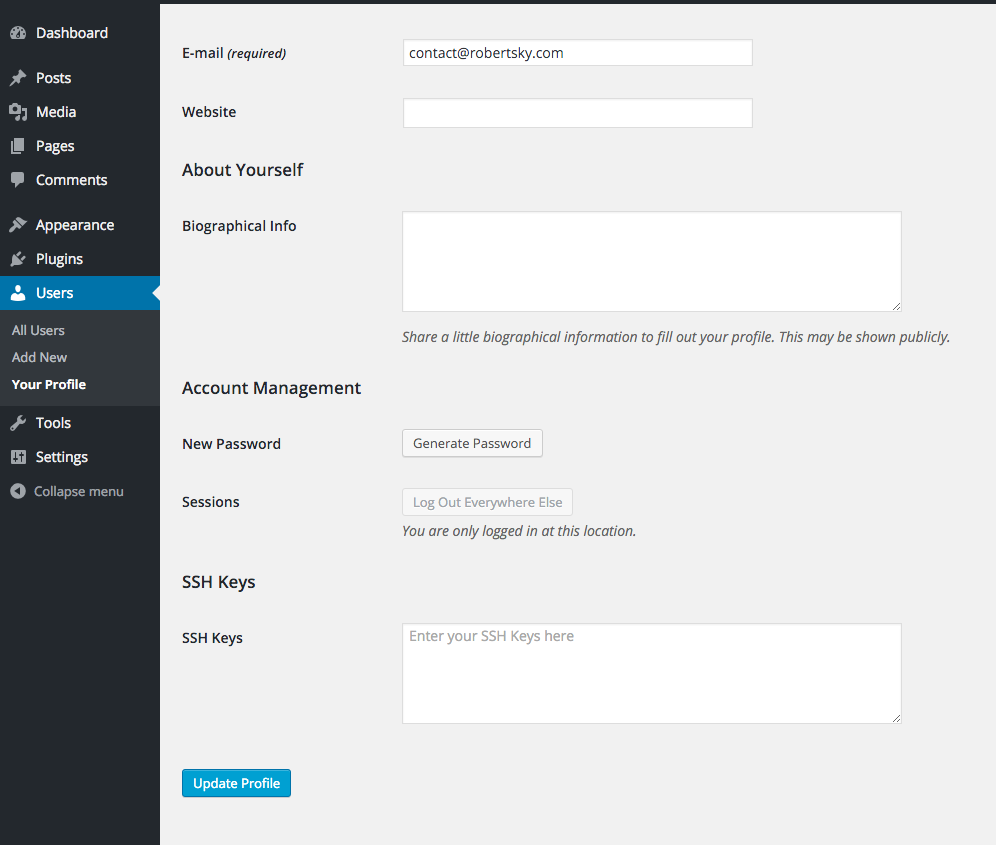 Dashboard
Posts
Media
Pages
Comments
Appearance
Plugins
Users
All Users
Add New
Your Profile
Tools
Settings
Collapse menu
E-mail (required)
contact@robertsky.com
Website
About Yourself
Biographical Info
Share a little biographical information to fill out your profile. This may be shown publicly.
Account Management
New Password
Generate Password
Sessions
Log Out Everywhere Else
You are only logged in at this location.
SSH Keys
SSH Keys
Enter your SSH Keys here
Update Profile